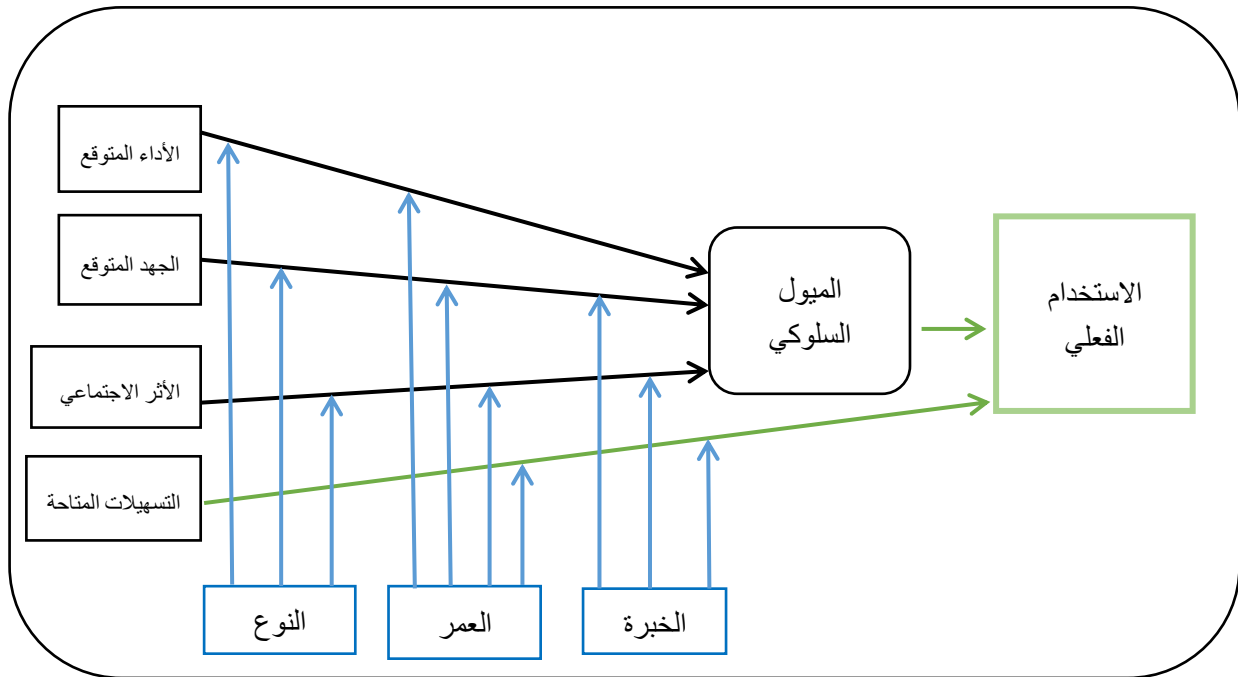 الأداء المتوقع
الجهد المتوقع
الأثر الاجتماعي
التسهيلات المتاحة
الميول
السلوكي
الاستخدام
الفعلي
النوع
العمر
الخبرة